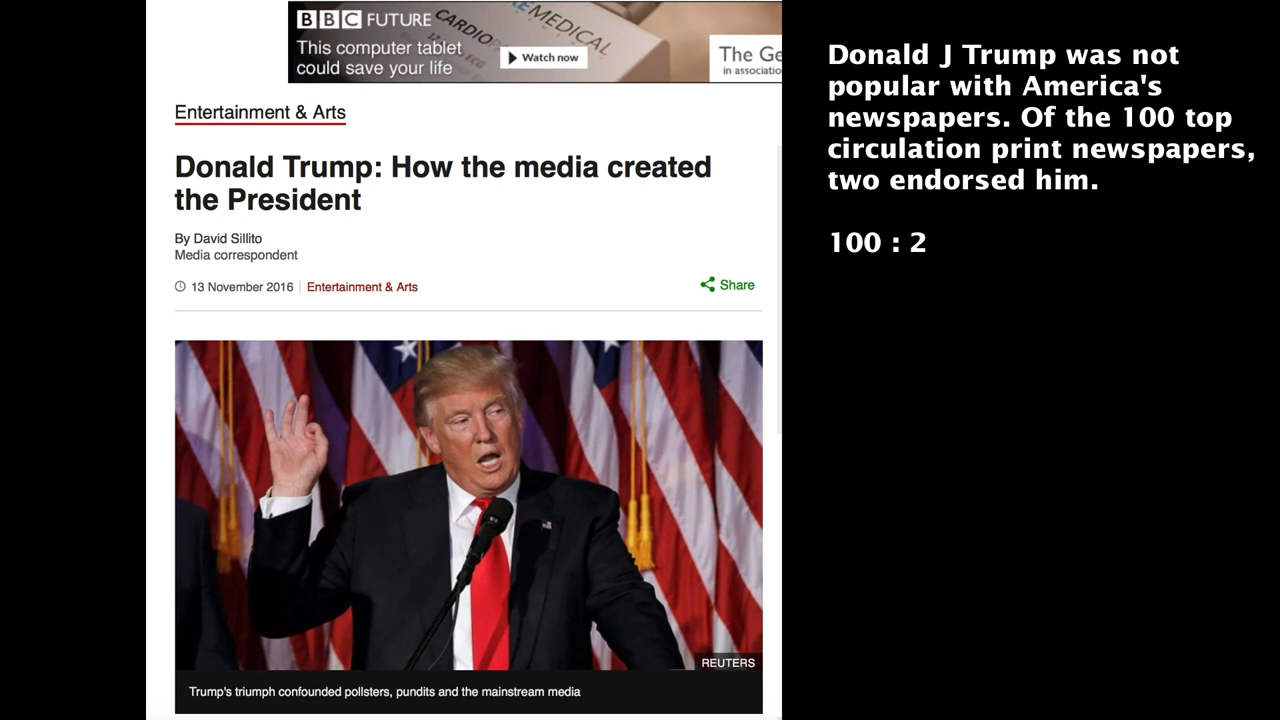 BBC FUTURE
This computer tablet
could save your life
Watch now
CARDIO
MEDICAL
The Ge
in associatio
Entertainment & Arts
Donald Trump: How the media created
the President
By David Sillito
Media correspondent
13 November 2016
Entertainment & Arts
Share
REUTERS
Trump's triumph confounded pollsters, pundits and the mainstream media
Donald J Trump was not
popular with America's
newspapers. Of the 100 top
circulation print newspapers,
two endorsed him.
100 : 2